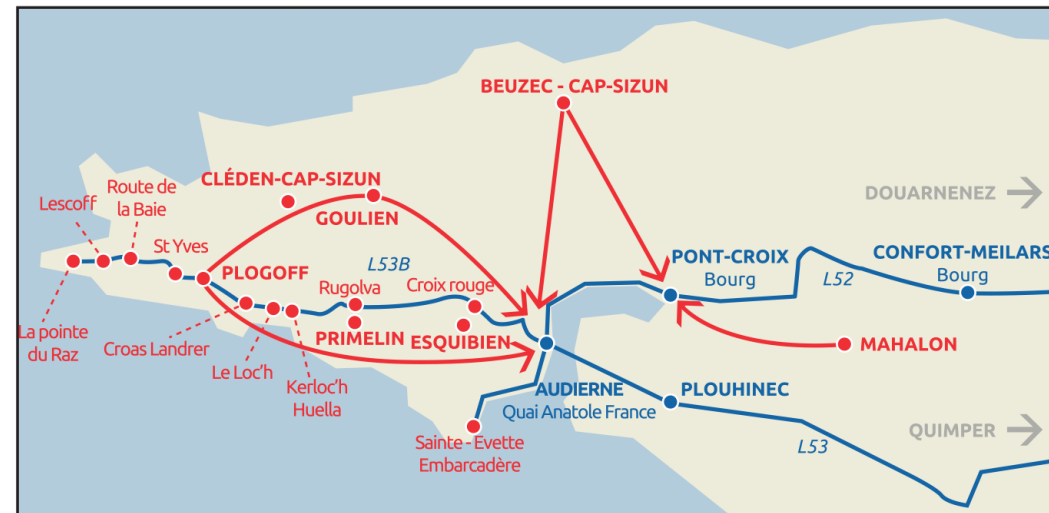 BEUZEC - CAP-SIZUN
CLÉDEN-CAP-SIZUN
GOULIEN
DOUARNENEZ
Route de
la Baie
Lescoff
St Yves
PLOGOFF
L53B
Rugolva
Croix rouge
PONT-CROIX
Bourg
L52
CONFORT-MEILARS
Bourg
La pointe
du Raz
Croas Landrer
Le Loc'h
Kerloc'h
Huella
PRIMELIN
ESQUIBIEN
MAHALON
AUDIERNE
Quai Anatole France
PLOUHINEC
Sainte - Evette
Embarcadère
L53
QUIMPER